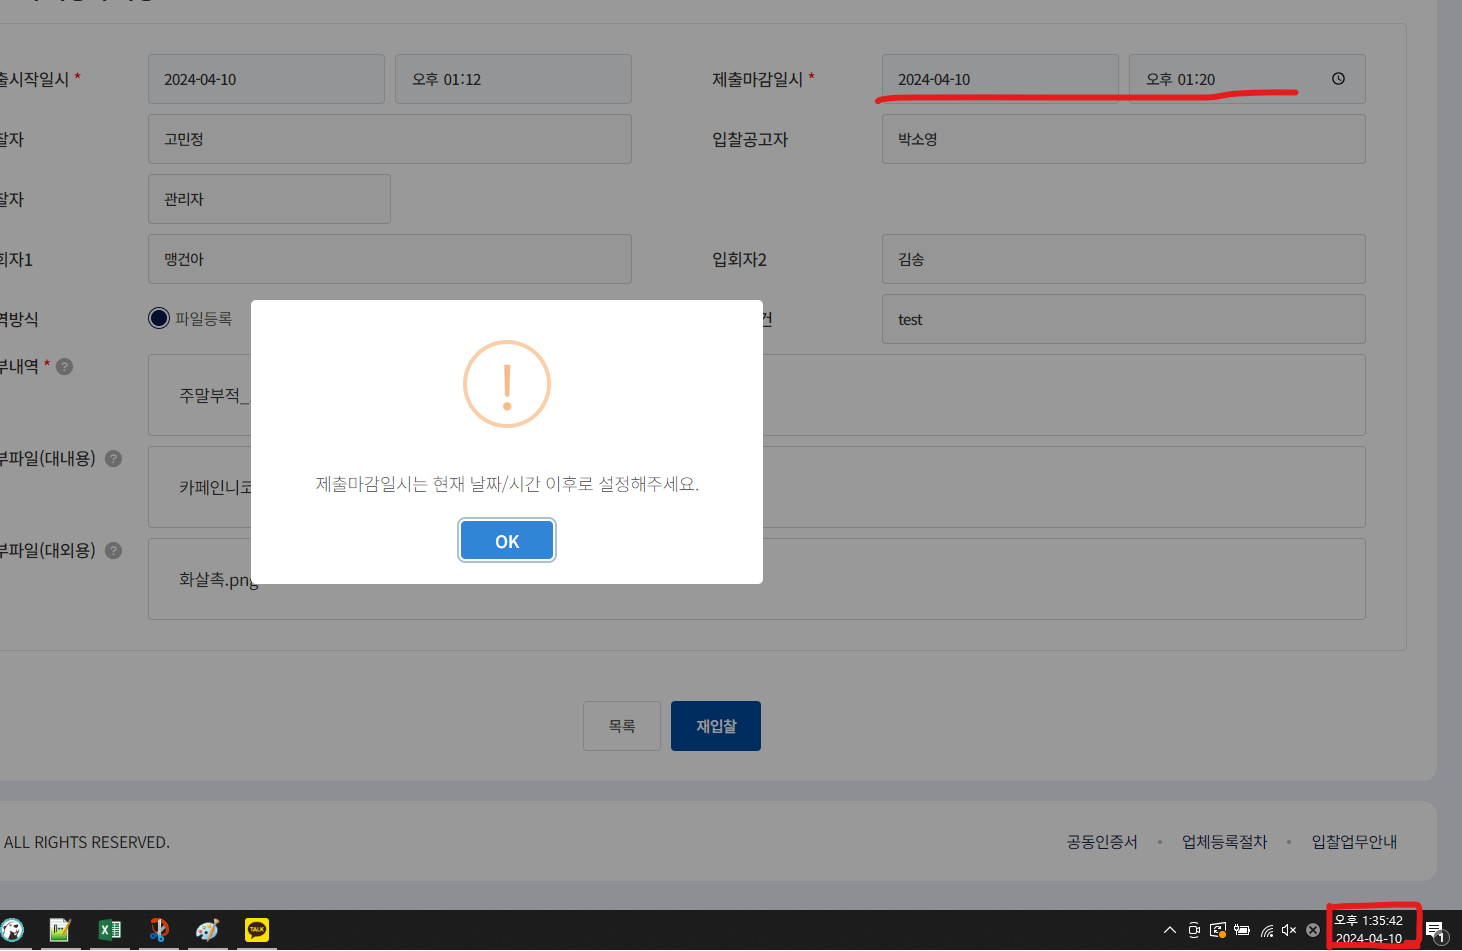 출시작일시 * 2024-04-10 오후 01:12 제출마감일시 * 2024-04-10 오후 01:20
찰자 고민정 입찰공고자 박소영
찰자 관리자
회자1 맹건아 입회자2 김송
역방식 파일등록 건 test
부내역 * ?
주말부적_
부파일(대내용) ?
카페인니코
제출마감일시는 현재 날짜/시간 이후로 설정해주세요.
OK
부파일(대외용) ?
화살촉.png
목록 재입찰
ALL RIGHTS RESERVED. 공동인증서 • 업체등록절차 • 입찰업무안내
TALK
오후 1:35:42
2024-04-10
1